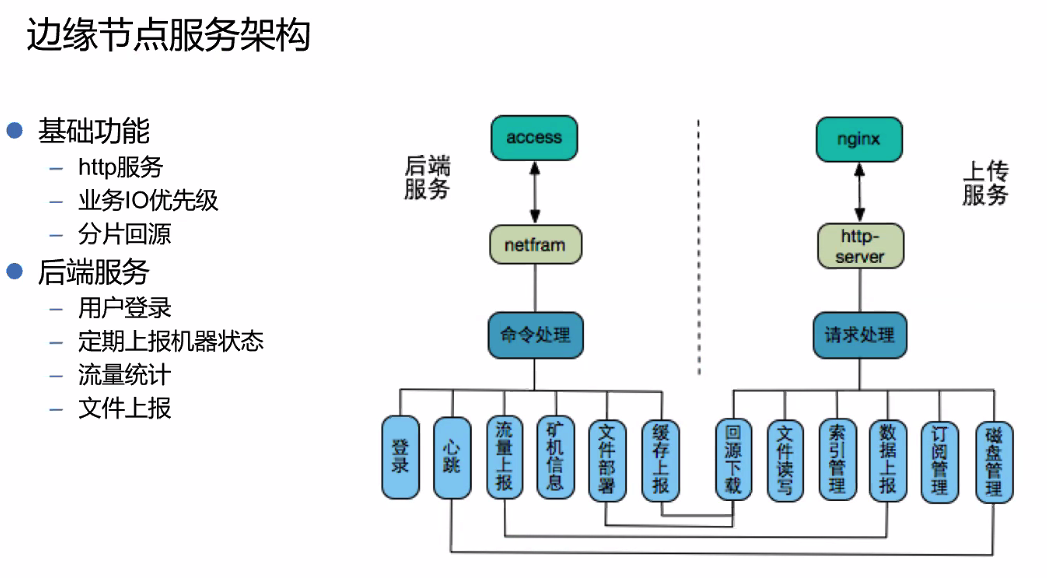 边缘节点服务架构
基础功能
http服务
业务IO优先级
分片回源
后端服务
用户登录
定期上报机器状态
流量统计
文件上报
后端
服务
access
netfram
命令处理
登录
心跳
流量上报
矿机信息
文件部署
缓存上报
nginx
上传
服务
http-
server
请求处理
回源下载
文件读写
索引管理
数据上报
订阅管理
磁盘管理